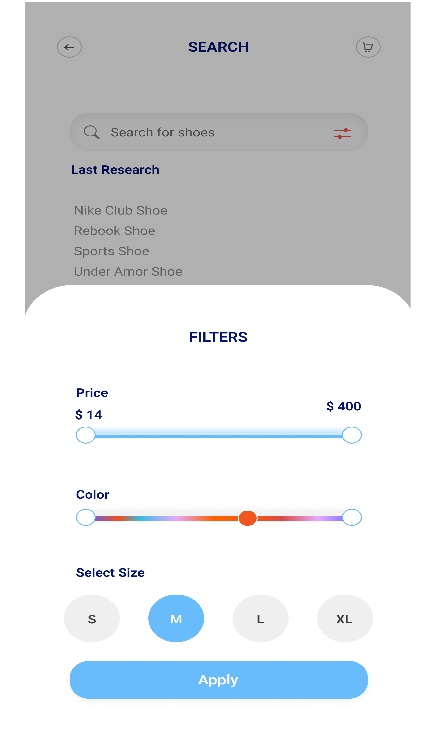 SEARCH
Search for shoes
Last Research
Nike Club Shoe
Rebook Shoe
Sports Shoe
Under Amor Shoe
FILTERS
Price
$ 14
$ 400
Color
Select Size
S M L XL
Apply